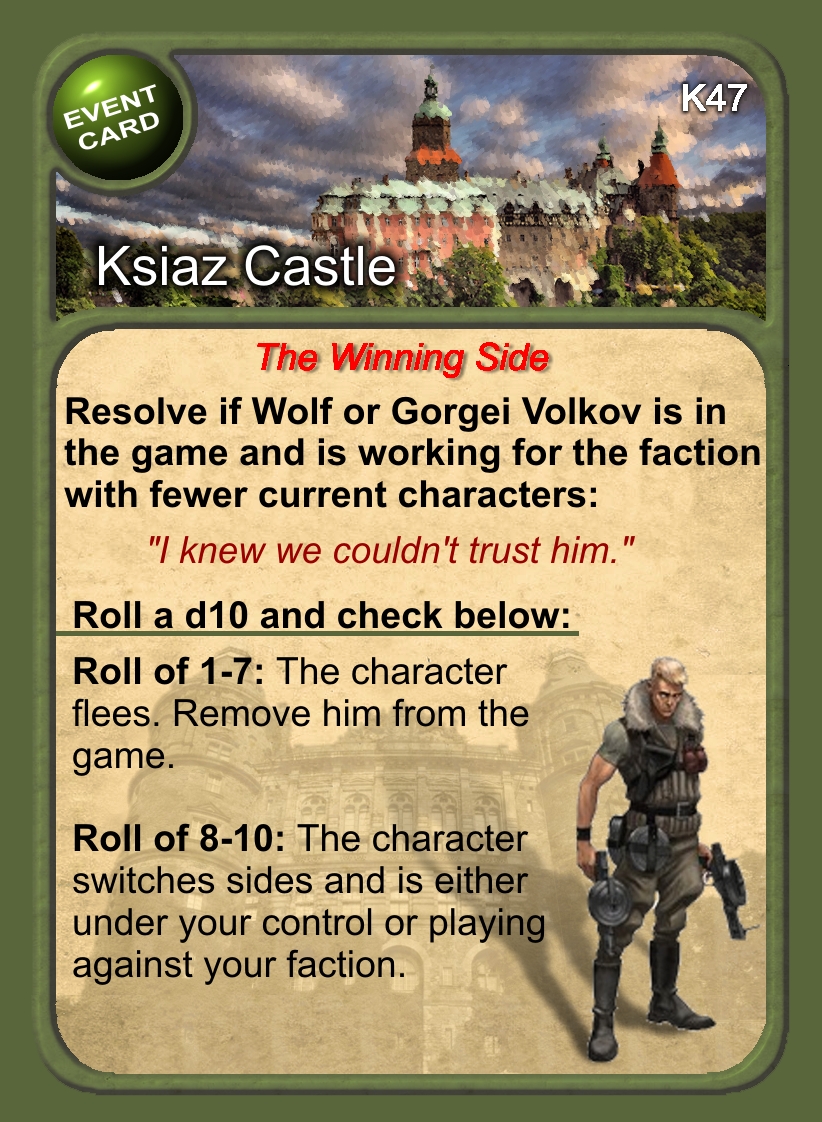 EVENT
CARD
K47
Ksiaz Castle
The Winning Side
Resolve if Wolf or Gorgei Volkov is in
the game and is working for the faction
with fewer current characters:
"I knew we couldn't trust him."
Roll a d10 and check below:
Roll of 1-7: The character
flees. Remove him from the
game.
Roll of 8-10: The character
switches sides and is either
under your control or playing
against your faction.